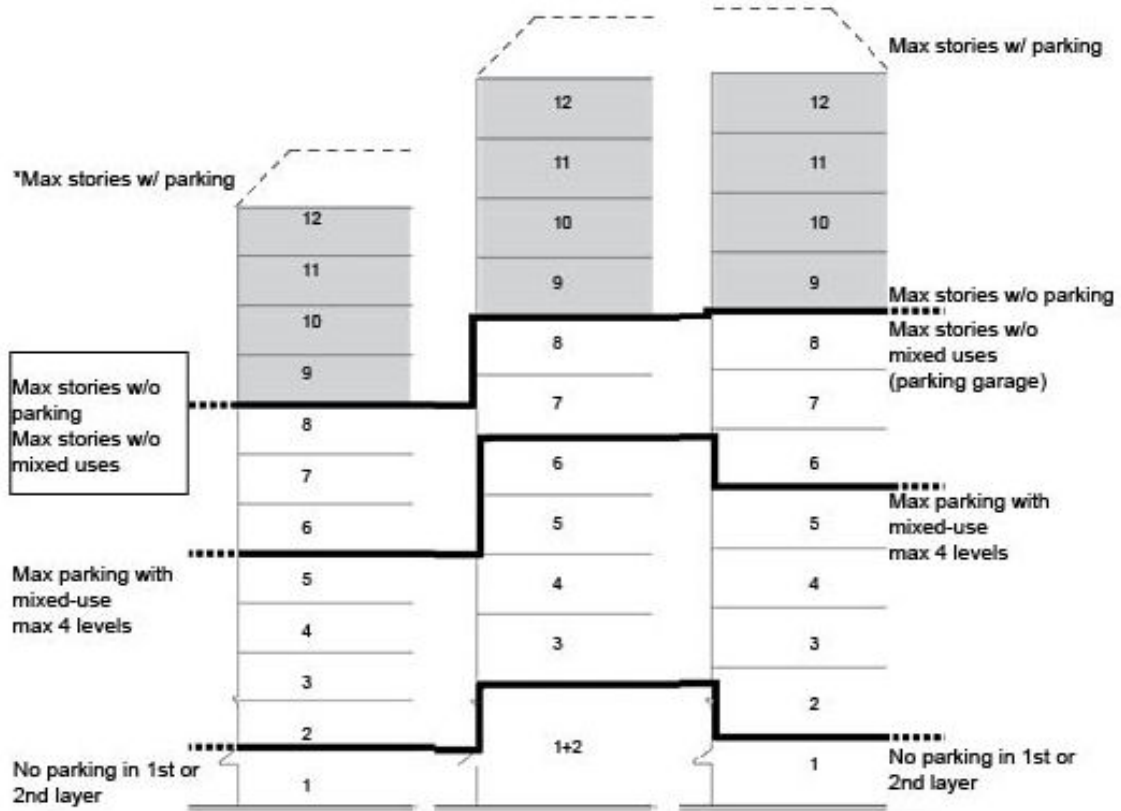 *Max stories w/ parking
12
11
10
9
Max stories w/o
parking
Max stories w/o
mixed uses
8
7
6
Max parking with
mixed-use
max 4 levels
5
4
3
2
No parking in 1st or
2nd layer
1
12
11
10
9
8
7
6
5
4
3
1+2
Max stories w/ parking
12
11
10
9
Max stories w/o parking
Max stories w/o
mixed uses
(parking garage)
8
7
6
Max parking with
mixed-use
max 4 levels
5
4
3
2
No parking in 1st or
2nd layer
1